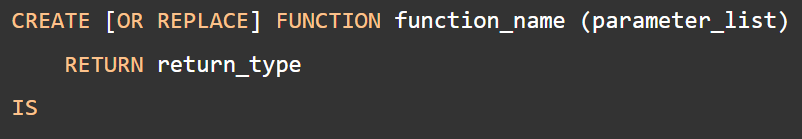 CREATE [OR REPLACE] FUNCTION function_name (parameter_list)
RETURN return_type
IS